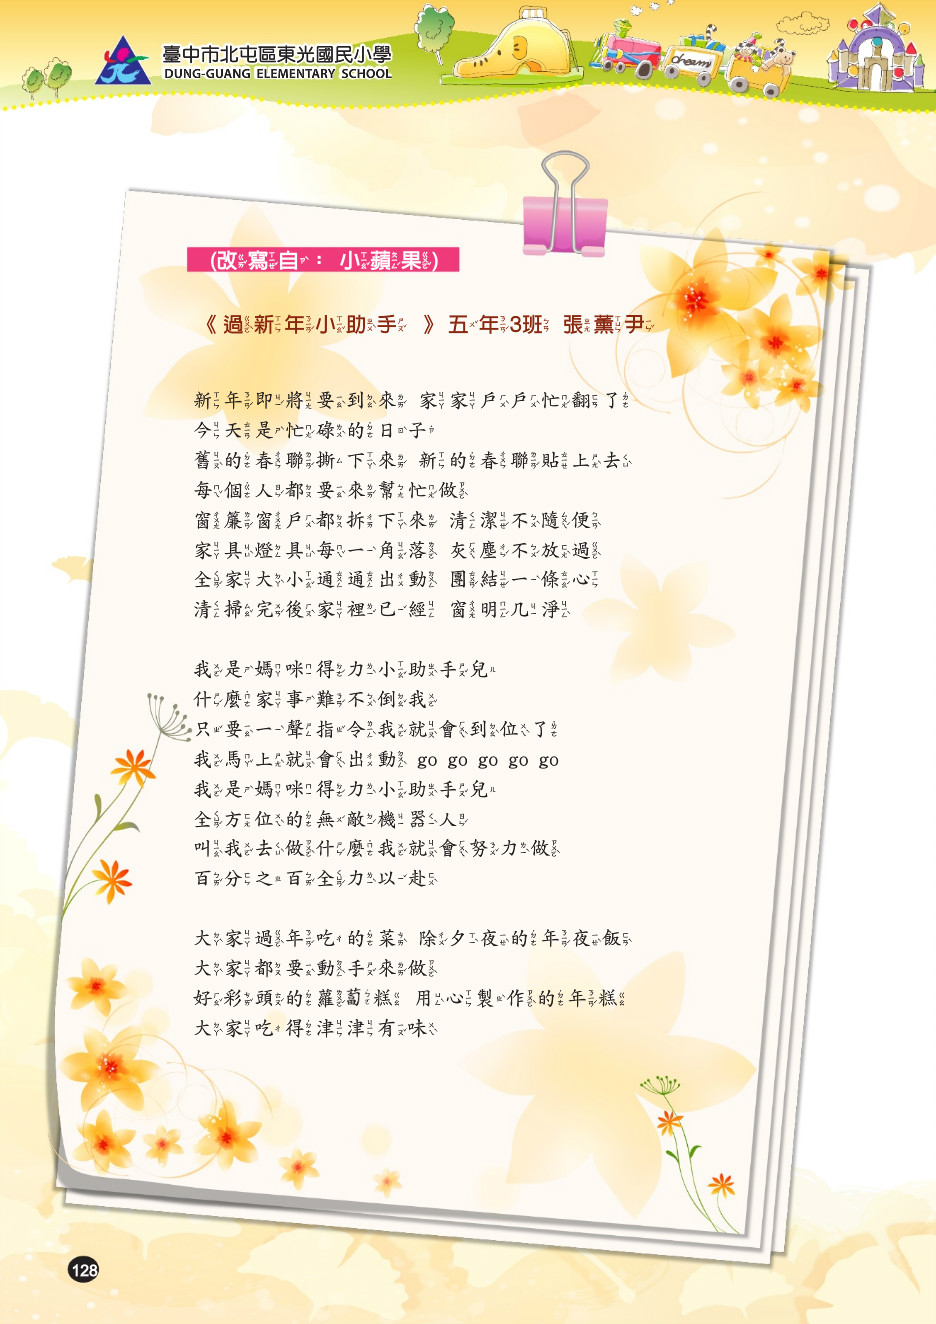 臺中市北屯區東光國民小學
DUNG-GUANG ELEMENTARY SCHOOL
dream
(改寫自： 小蘋果)
《過新年小助手 》五年3班 張薰尹
新年即將要到來 家家戶戶忙翻了
今天是忙碌的日子
舊的春聯撕下來 新的春聯貼上去
每個人都要來幫忙做
窗簾窗戶都拆下來 清潔不隨便
家具燈具每一角落 灰塵不放過
全家大小通通出動 團結一條心
清掃完後家裡已經 窗明几淨
我是媽咪得力小助手兒
什麼家事難不倒我
只要一聲指令我就會到位了
我馬上就會出動 go go go go go
我是媽咪得力小助手兒
全方位的無敵機器人
叫我去做什麼我就會努力做
百分之百全力以赴
大家過年吃的菜 除夕夜的年夜飯
大家都要動手來做
好彩頭的蘿蔔糕 用心製作的年糕
大家吃得津津有味
128